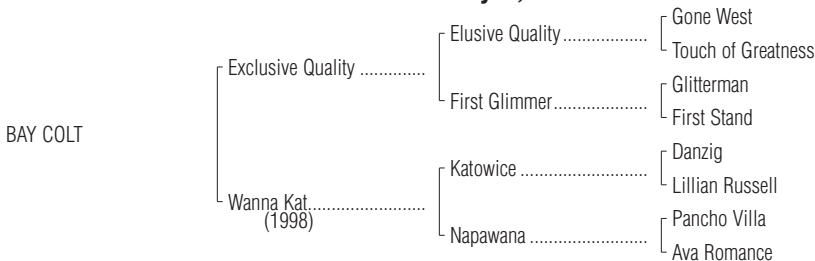 Gone West
Elusive Quality..................
Touch of Greatness
Exclusive Quality ..............
Glitterman
First Glimmer....................
First Stand
BAY COLT
Danzig
Katowice ...........................
Lillian Russell
Wanna Kat.........................
(1998)
Pancho Villa
Napawana .........................
Ava Romance